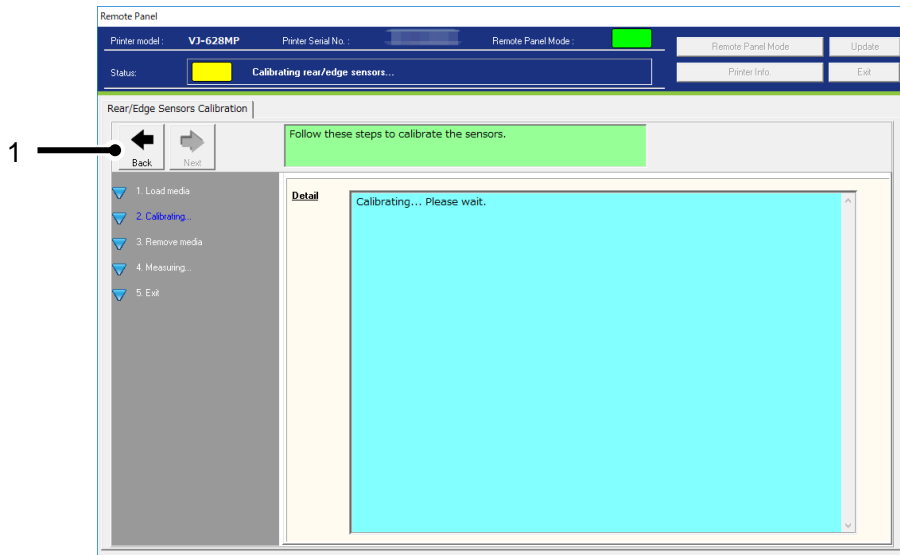 Remote Panel
Printer model : VJ-628MP Printer Serial No. : Remote Panel Mode : Remote Panel Mode Update
Status: Calibrating rear/edge sensors... Printer Info. Exit
Rear/Edge Sensors Calibration
Back Next
Follow these steps to calibrate the sensors.
1
1. Load media
2. Calibrating...
3. Remove media
4. Measuring...
5. Exit
Detail
Calibrating... Please wait.